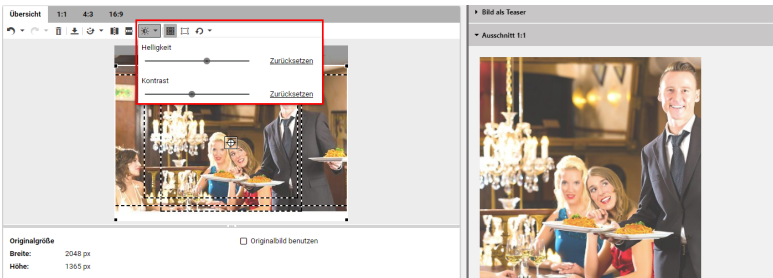 Übersicht 1:1 4:3 16:9
Helligkeit
Zurücksetzen
Kontrast
Zurücksetzen
Originalgröße
Originalbild benutzen
Breite: 2048 px
Höhe: 1365 px
Bild als Teaser
Ausschnitt 1:1